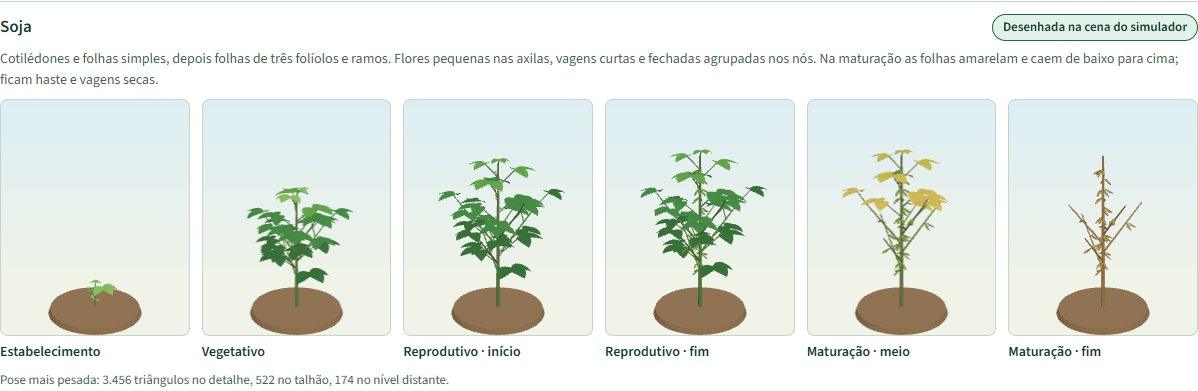 Soja
Desenhada na cena do simulador
Cotilédones e folhas simples, depois folhas de três folíolos e ramos. Flores pequenas nas axilas, vagens curtas e fechadas agrupadas nos nós. Na maturação as folhas amarelam e caem de baixo para cima;
ficam haste e vagens secas.
Estabelecimento
Vegetativo
Reprodutivo · início
Reprodutivo · fim
Maturação · meio
Maturação · fim
Pose mais pesada: 3.456 triângulos no detalhe, 522 no talhão, 174 no nível distante.